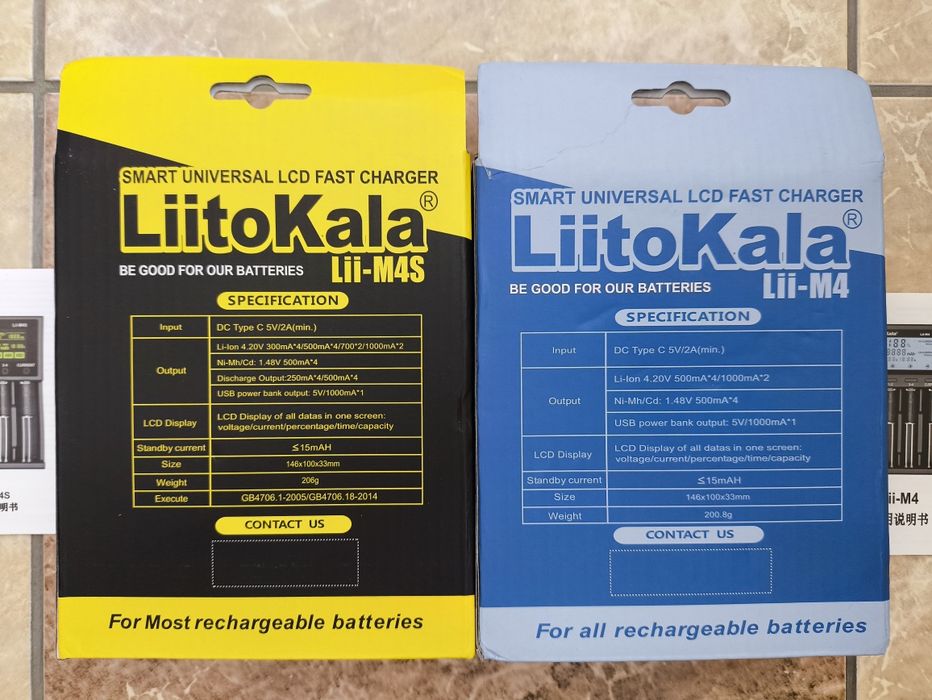 SMART UNIVERSAL LCD FAST CHARGER
LiitoKala®
BE GOOD FOR OUR BATTERIES
Lii-M4S
SPECIFICATION
Input DC Type C 5V/2A(min.)
Output
Li-Ion 4.20V 300mA*4/500mA*4/700*2/1000mA*2
Ni-Mh/Cd: 1.48V 500mA*4
Discharge Output:250mA*4/500mA*4
USB power bank output: 5V/1000mA*1
LCD Display
LCD Display of all datas in one screen:
voltage/current/percentage/time/capacity
Standby current ≤15mAH
Size 146x100x33mm
Weight 206g
Execute GB4706.1-2005/GB4706.18-2014
CONTACT US
For Most rechargeable batteries
SMART UNIVERSAL LCD FAST CHARGER
LiitoKala®
BE GOOD FOR OUR BATTERIES
Lii-M4
SPECIFICATION
Input DC Type C 5V/2A(min.)
Output
Li-Ion 4.20V 500mA*4/1000mA*2
Ni-Mh/Cd: 1.48V 500mA*4
USB power bank output: 5V/1000mA*1
LCD Display
LCD Display of all datas in one screen:
voltage/current/percentage/time/capacity
Standby current ≤15mAH
Size 146x100x33mm
Weight 200.8g
CONTACT US
For all rechargeable batteries
4S
明书
ii-M4
用说明书